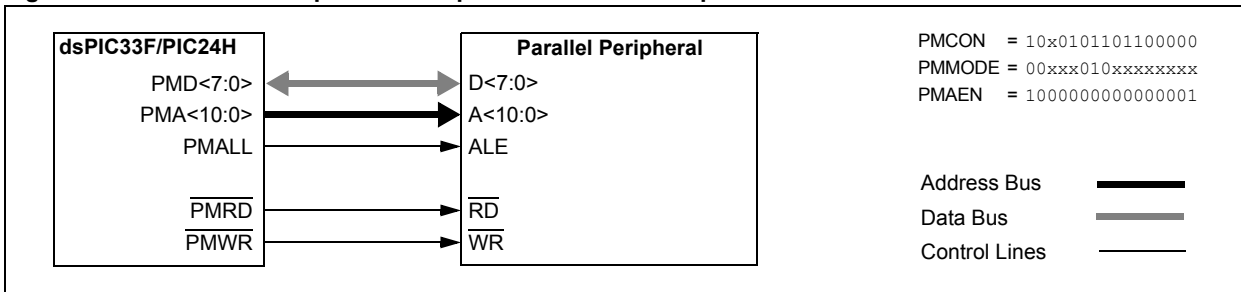 dsPIC33F/PIC24H
Parallel Peripheral
PMD<7:0>
D<7:0>
PMA<10:0>
A<10:0>
PMALL
ALE
PMRD
RD
PMWR
WR
PMCON = 10x0101101100000
PMMODE = 00xxx010xxxxxxxx
PMAEN = 1000000000000001
Address Bus
Data Bus
Control Lines